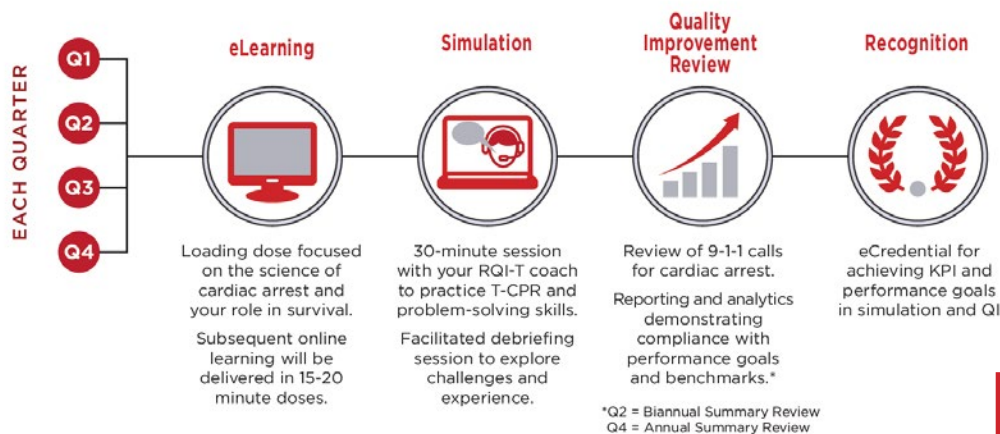 EACH QUARTER
Q1
Q2
Q3
Q4
eLearning
Loading dose focused
on the science of
cardiac arrest and
your role in survival.
Subsequent online
learning will be
delivered in 15-20
minute doses.
Simulation
30-minute session
with your RQI-T coach
to practice T-CPR and
problem-solving skills.
Facilitated debriefing
session to explore
challenges and
experience.
Quality
Improvement
Review
Review of 9-1-1 calls
for cardiac arrest.
Reporting and analytics
demonstrating
compliance with
performance goals
and benchmarks.*
*Q2 = Biannual Summary Review
Q4 = Annual Summary Review
Recognition
eCredential for
achieving KPI and
performance goals
in simulation and QI